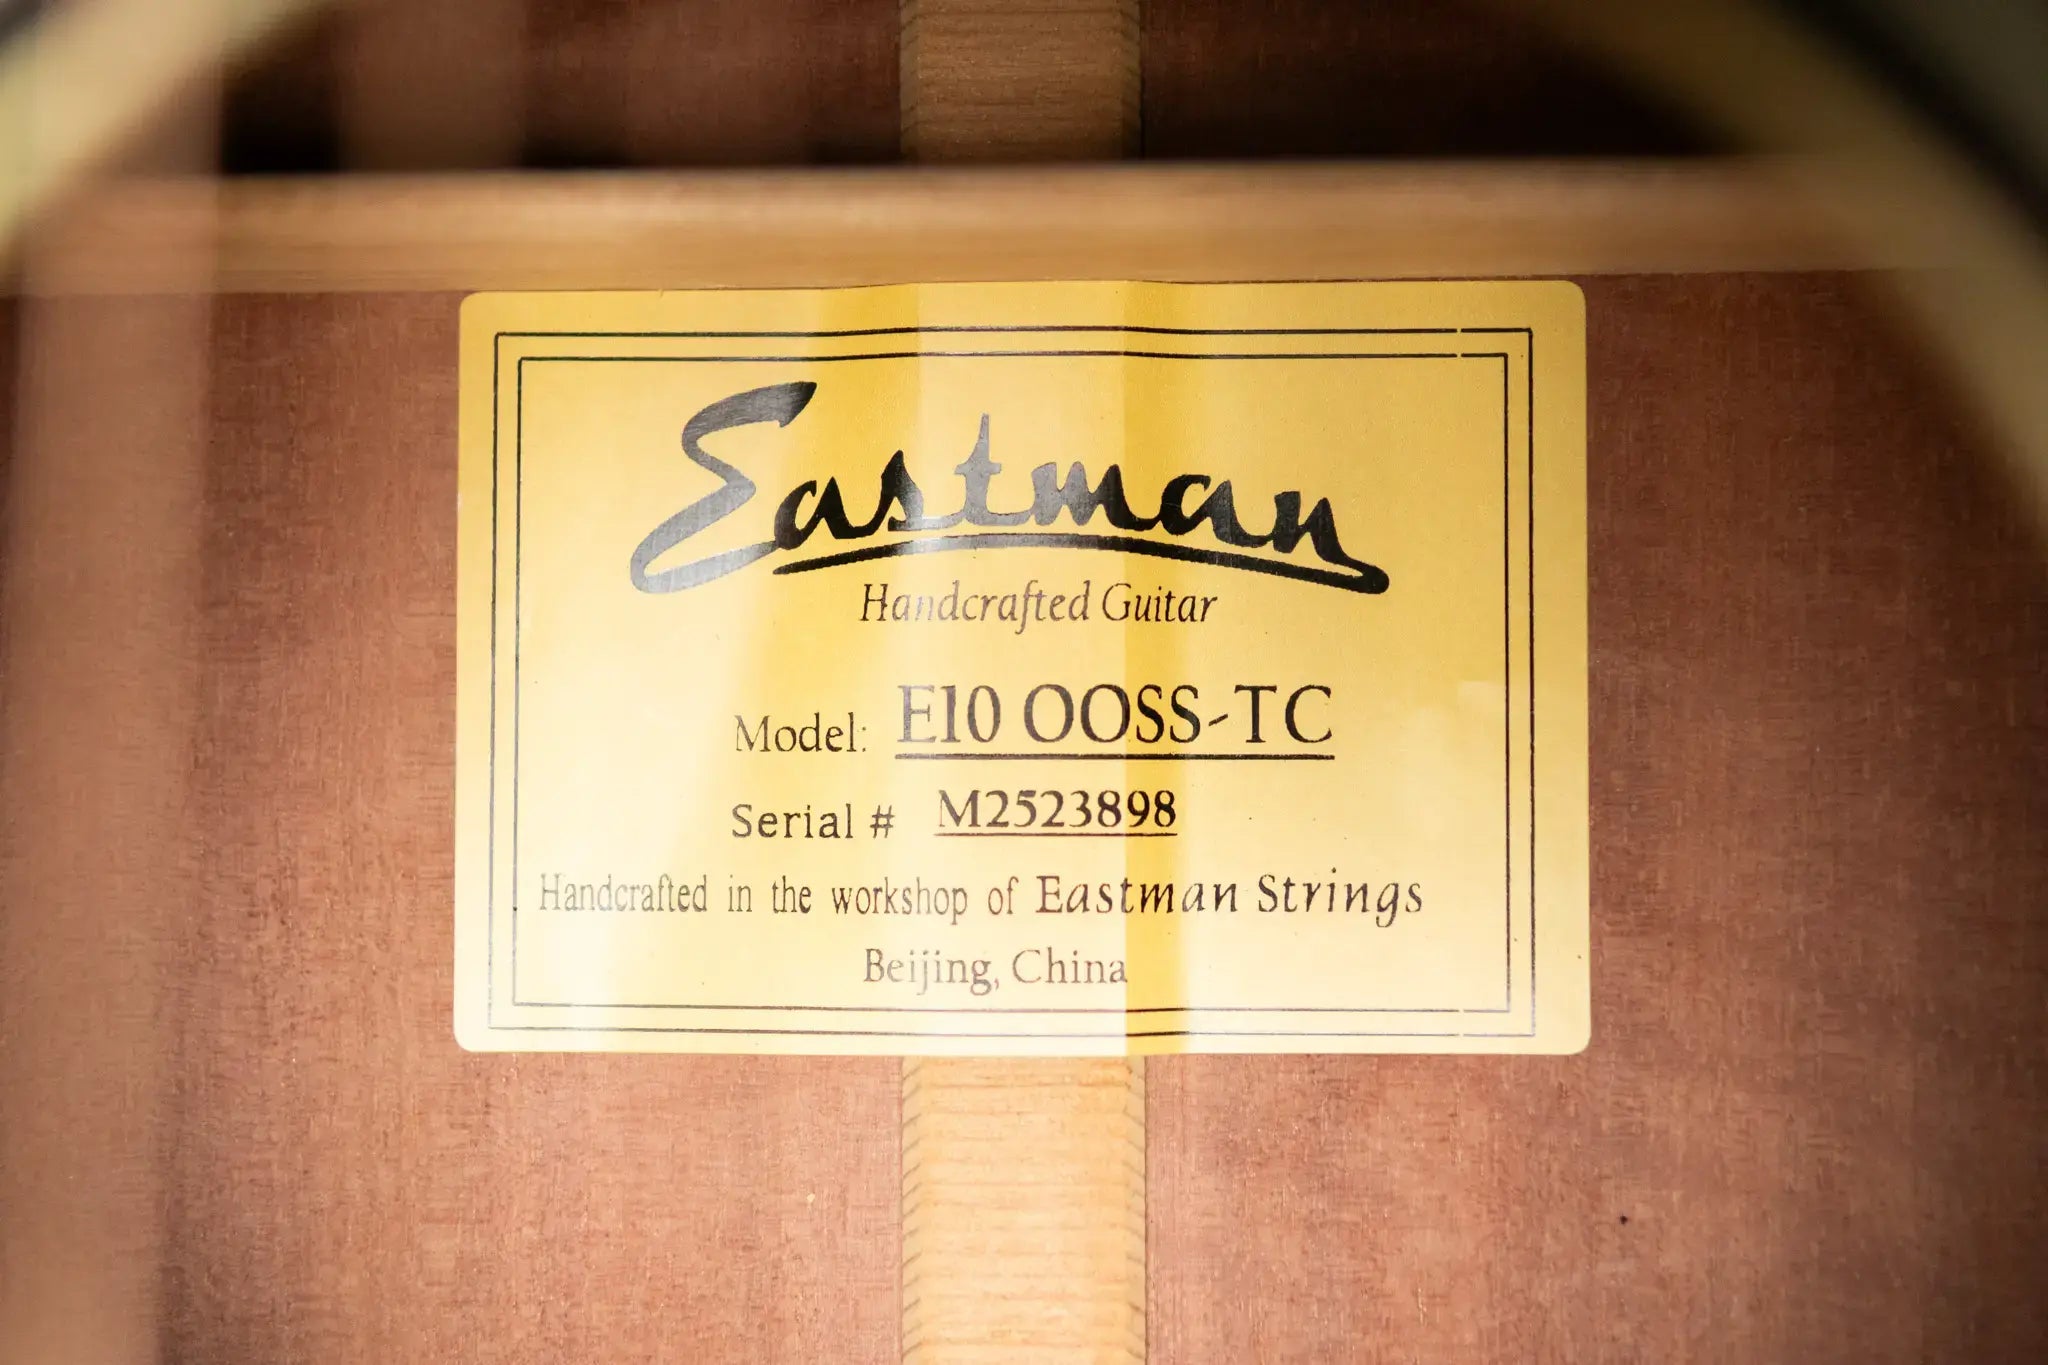 Eastman
Handcrafted Guitar
Model: E10 OOSS-TC
Serial # M2523898
Handcrafted in the workshop of Eastman Strings
Beijing, China